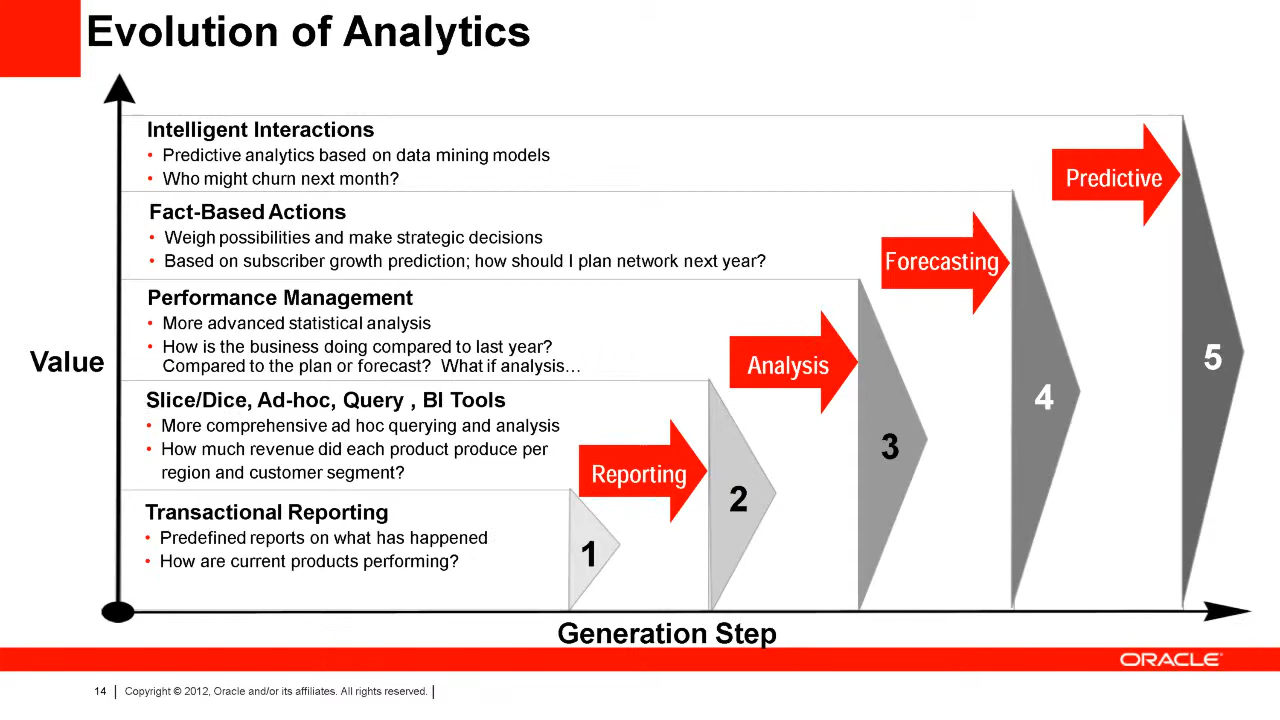 Evolution of Analytics
Intelligent Interactions
• Predictive analytics based on data mining models
• Who might churn next month?
Predictive
Fact-Based Actions
• Weigh possibilities and make strategic decisions
• Based on subscriber growth prediction; how should I plan network next year?
Forecasting
Performance Management
• More advanced statistical analysis
• How is the business doing compared to last year?
Compared to the plan or forecast? What if analysis…
Analysis
Value
5
4
Slice/Dice, Ad-hoc, Query , BI Tools
• More comprehensive ad hoc querying and analysis
• How much revenue did each product produce per
region and customer segment?
Reporting
3
2
Transactional Reporting
• Predefined reports on what has happened
• How are current products performing?
1
Generation Step
ORACLE
14 | Copyright © 2012, Oracle and/or its affiliates. All rights reserved. |